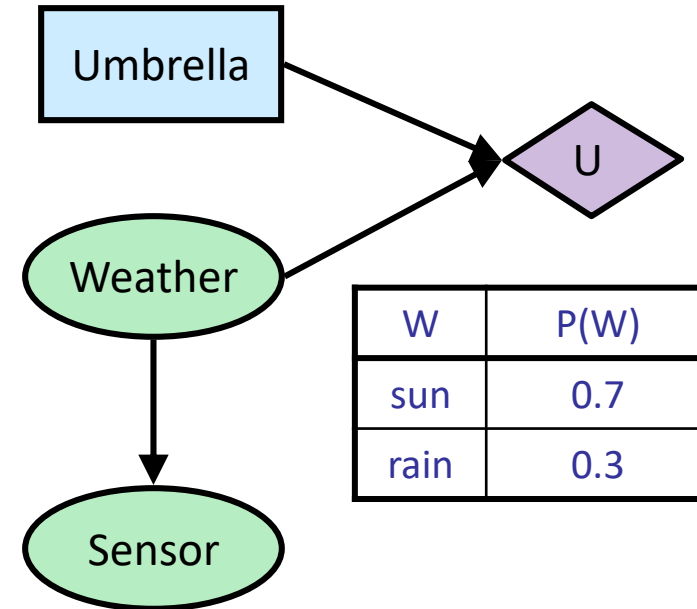 Umbrella
U
Weather
W P(W)
sun 0.7
rain 0.3
Sensor